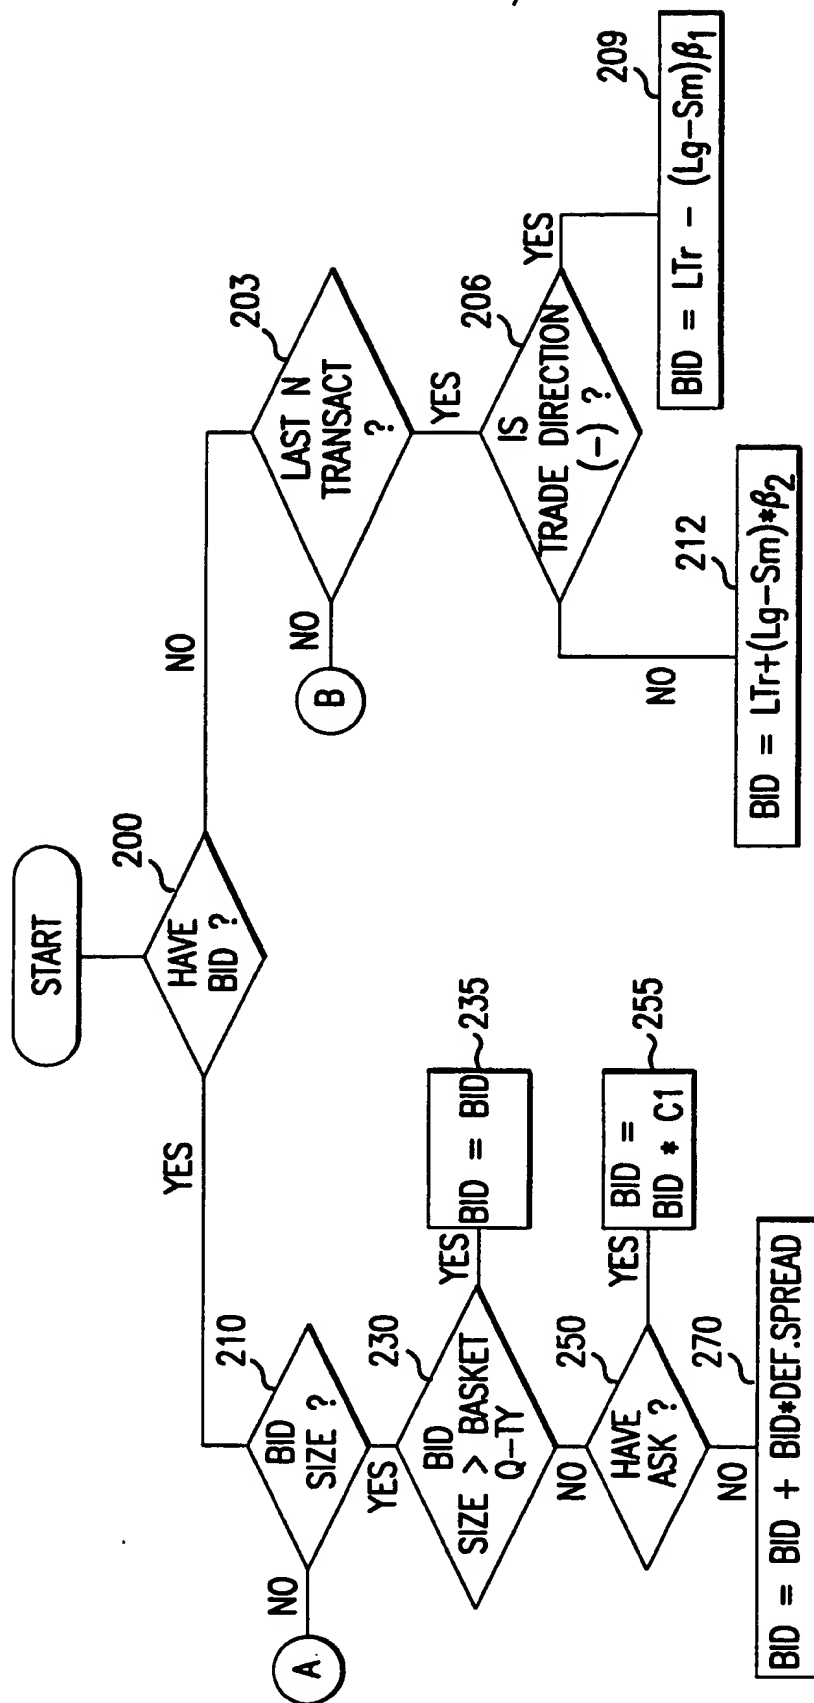 START
200
HAVE
BID ?
YES
NO
210
BID
SIZE ?
NO
A
YES
230
BID
SIZE > BASKET
Q-TY
YES
BID = BID
235
NO
250
HAVE
ASK ?
YES
BID =
BID * C1
255
NO
270
BID = BID + BID*DEF.SPREAD
203
LAST N
TRANSACT
?
NO
B
YES
206
IS
TRADE DIRECTION
(-) ?
YES
209
BID = LTr - (Lg-Sm)β1
NO
212
BID = LTr+(Lg-Sm)*β2